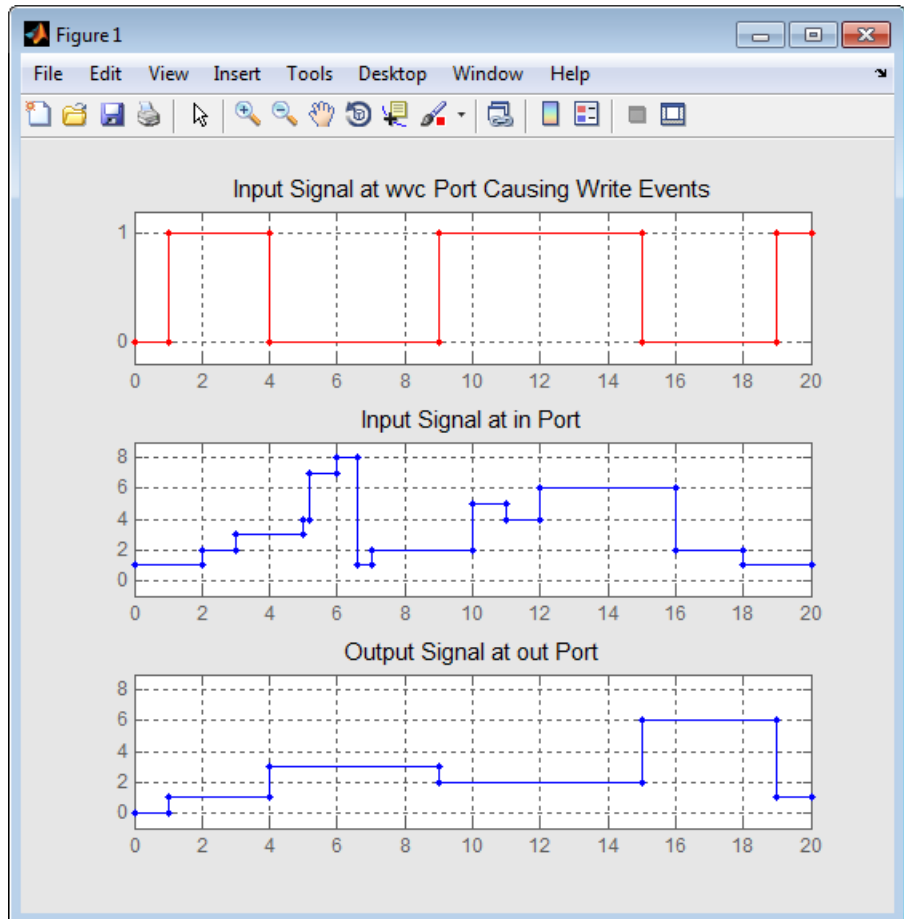 Figure 1
File Edit View Insert Tools Desktop Window Help
Input Signal at wvc Port Causing Write Events
1
0
0 2 4 6 8 10 12 14 16 18 20
Input Signal at in Port
8
6
4
2
0
0 2 4 6 8 10 12 14 16 18 20
Output Signal at out Port
8
6
4
2
0
0 2 4 6 8 10 12 14 16 18 20